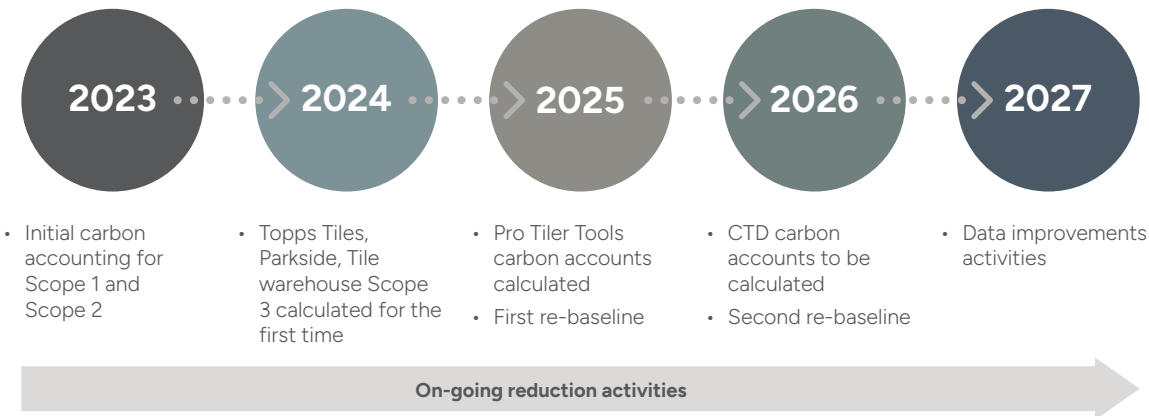 2023
2024
2025
2026
2027
• Initial carbon
accounting for
Scope 1 and
Scope 2
• Topps Tiles,
Parkside, Tile
warehouse Scope
3 calculated for the
first time
• Pro Tiler Tools
carbon accounts
calculated
• First re-baseline
• CTD carbon
accounts to be
calculated
• Second re-baseline
• Data improvements
activities
On-going reduction activities